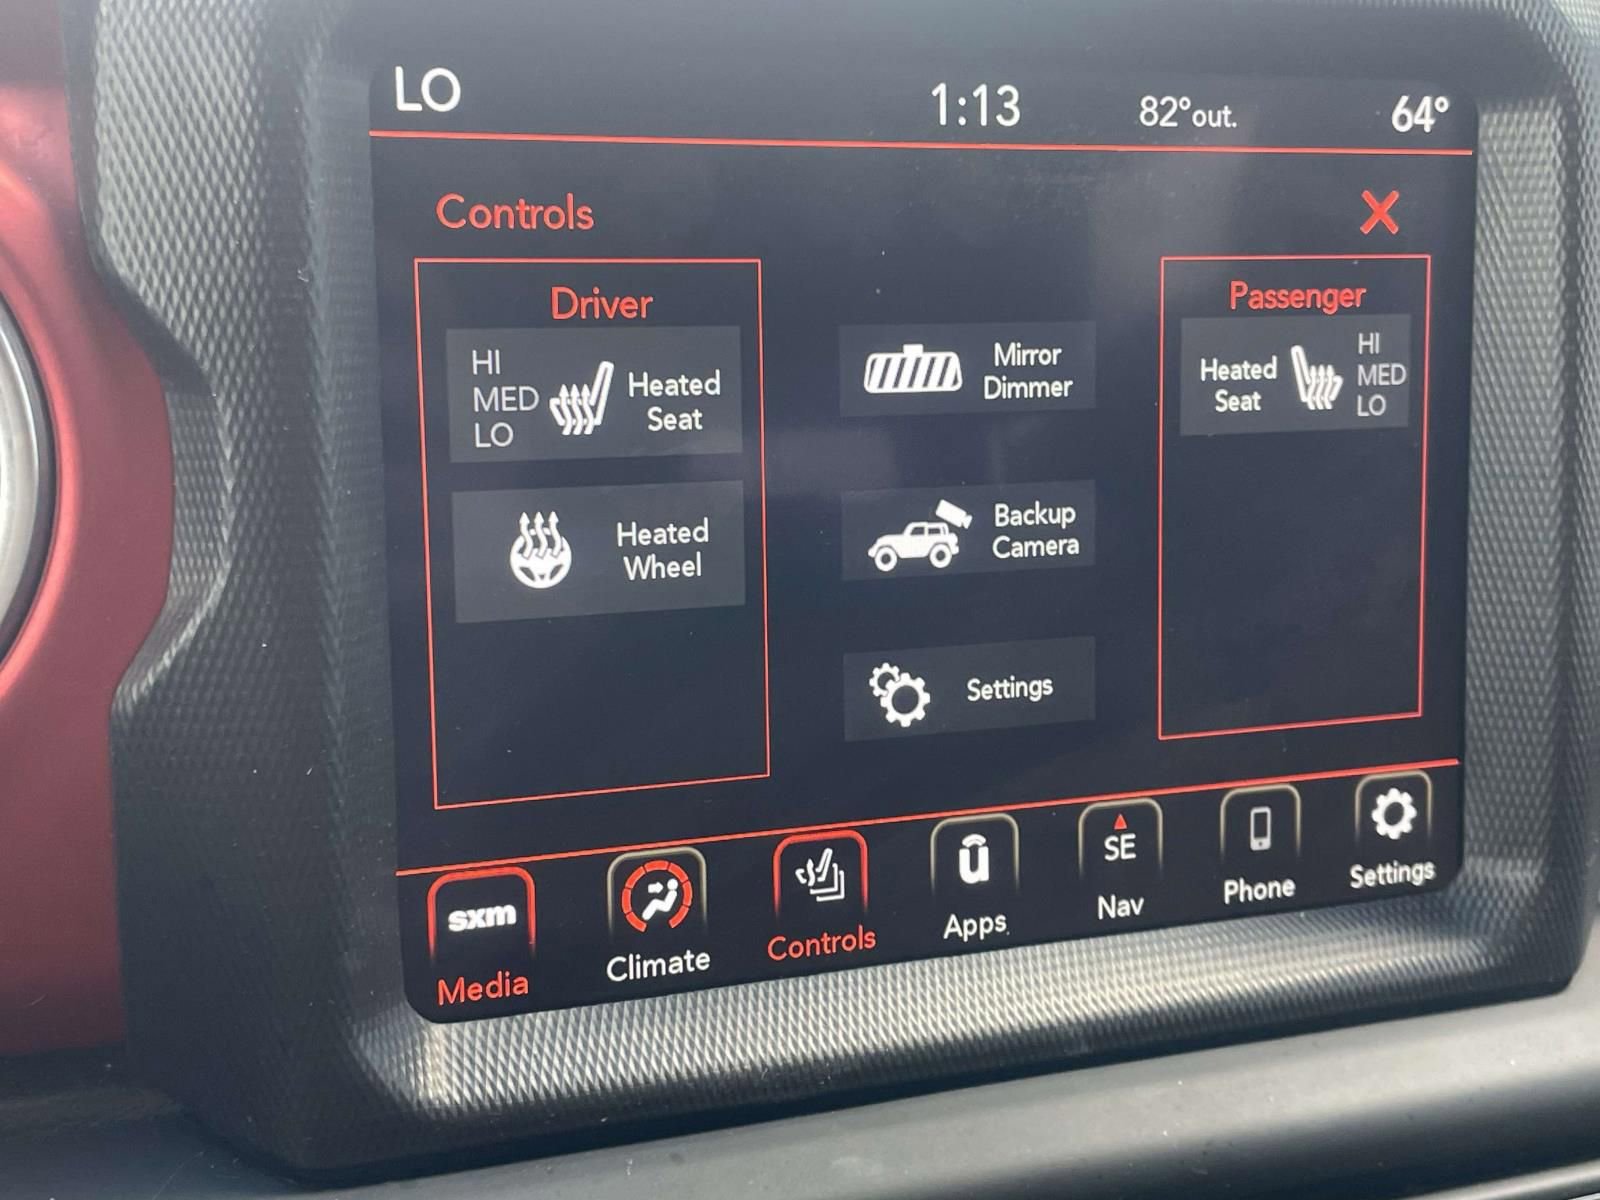 LO
1:13
82°out.
64°
Controls
X
Driver
HI
MED
LO
Heated
Seat
Heated
Wheel
Mirror
Dimmer
Backup
Camera
Settings
Passenger
Heated
Seat
HI
MED
LO
sxm
Media
Climate
Controls
u
Apps
SE
Nav
Phone
Settings